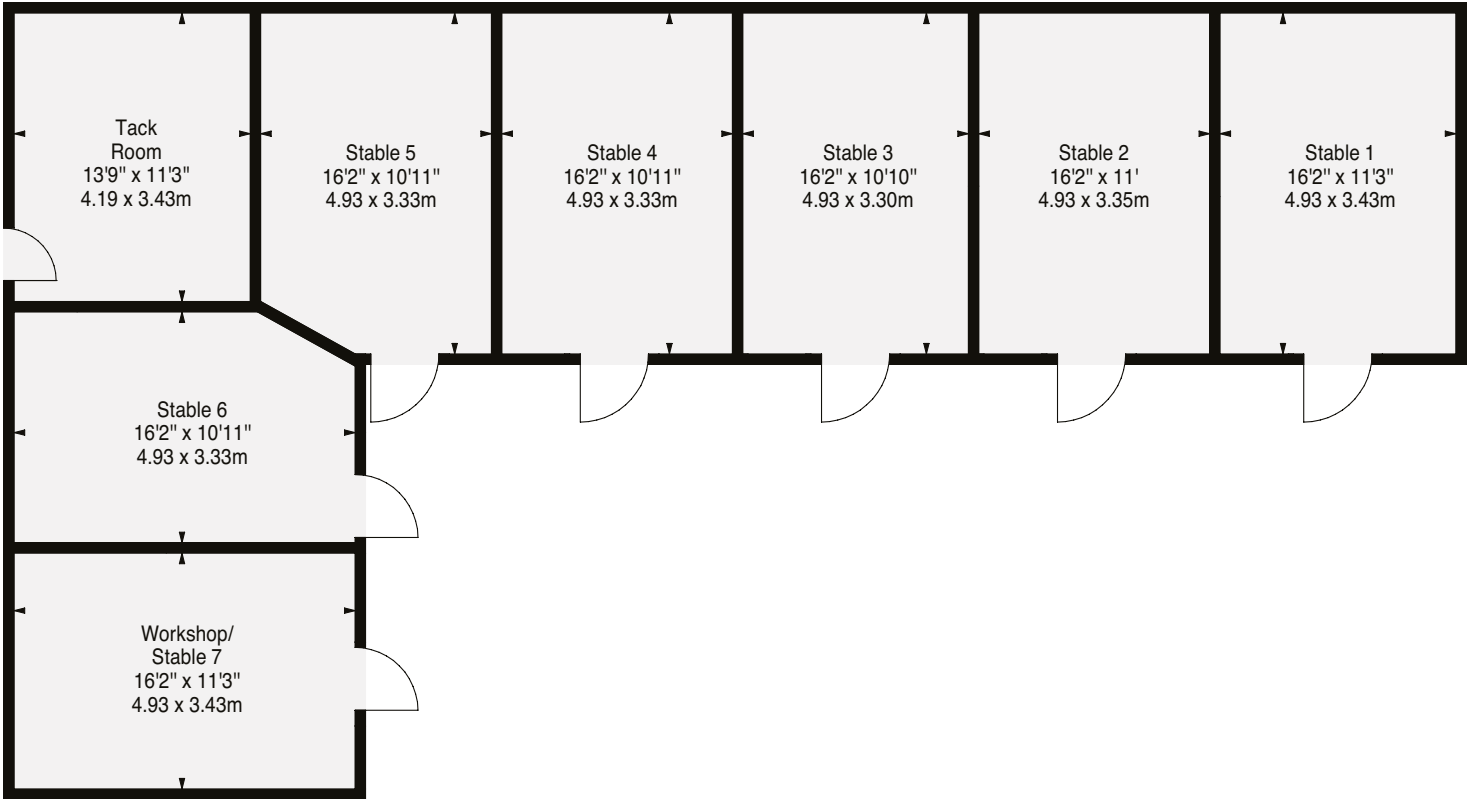 Tack
Room
13'9" x 11'3"
4.19 x 3.43m
Stable 5
16'2" x 10'11"
4.93 x 3.33m
Stable 4
16'2" x 10'11"
4.93 x 3.33m
Stable 3
16'2" x 10'10"
4.93 x 3.30m
Stable 2
16'2" x 11'
4.93 x 3.35m
Stable 1
16'2" x 11'3"
4.93 x 3.43m
Stable 6
16'2" x 10'11"
4.93 x 3.33m
Workshop/
Stable 7
16'2" x 11'3"
4.93 x 3.43m